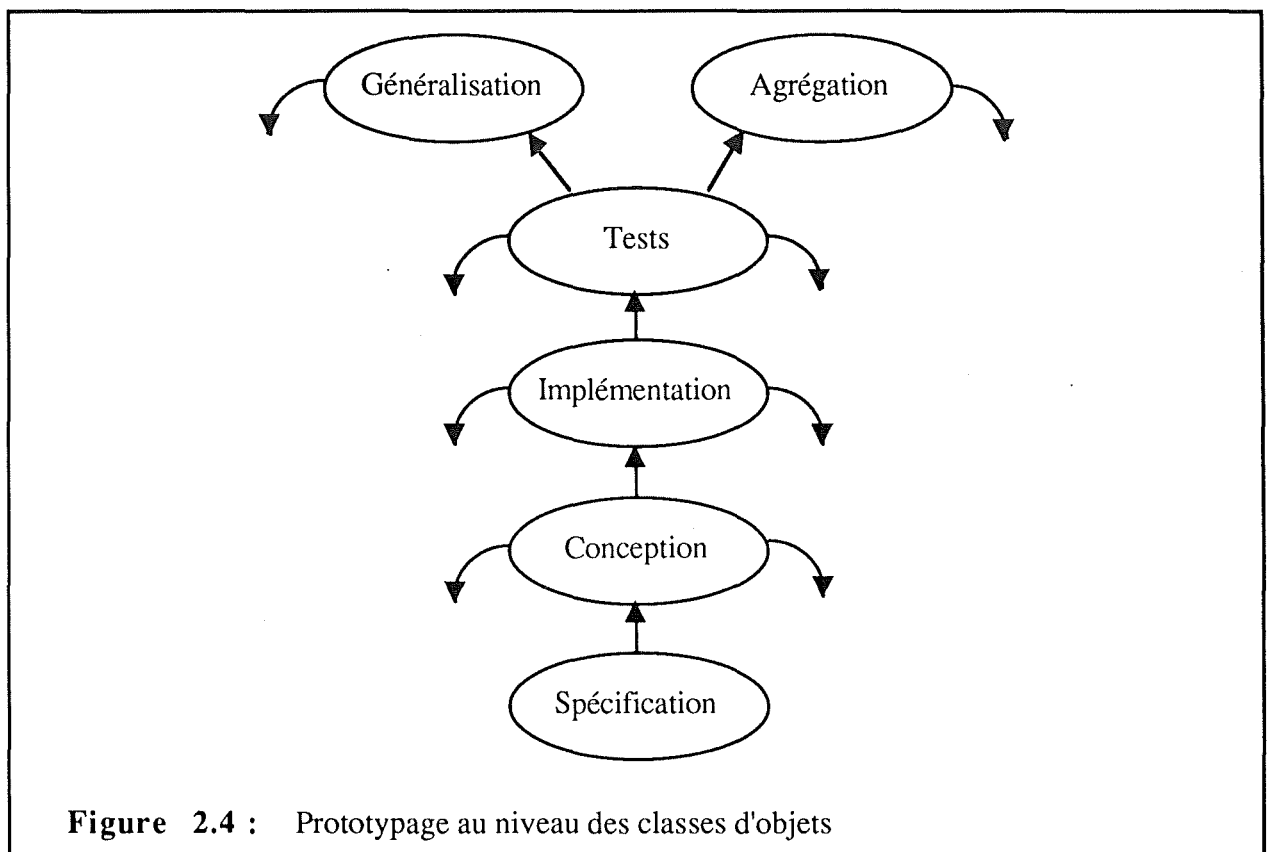 Généralisation
Agrégation
Tests
Implémentation
Conception
Spécification
Figure 2.4 : Prototypage au niveau des classes d'objets